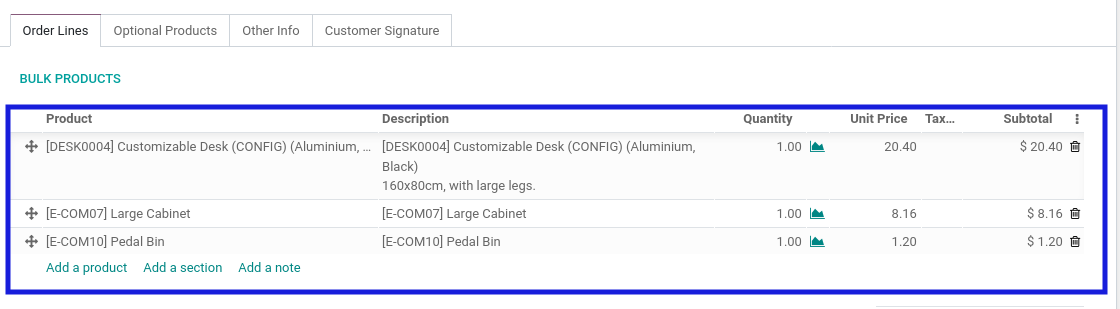 Order Lines Optional Products Other Info Customer Signature
BULK PRODUCTS
Product Description Quantity Unit Price Tax... Subtotal
[DESK0004] Customizable Desk (CONFIG) (Aluminium, ... [DESK0004] Customizable Desk (CONFIG) (Aluminium, 1.00 20.40 $ 20.40
Black)
160x80cm, with large legs.
[E-COM07] Large Cabinet [E-COM07] Large Cabinet 1.00 8.16 $ 8.16
[E-COM10] Pedal Bin [E-COM10] Pedal Bin 1.00 1.20 $ 1.20
Add a product Add a section Add a note